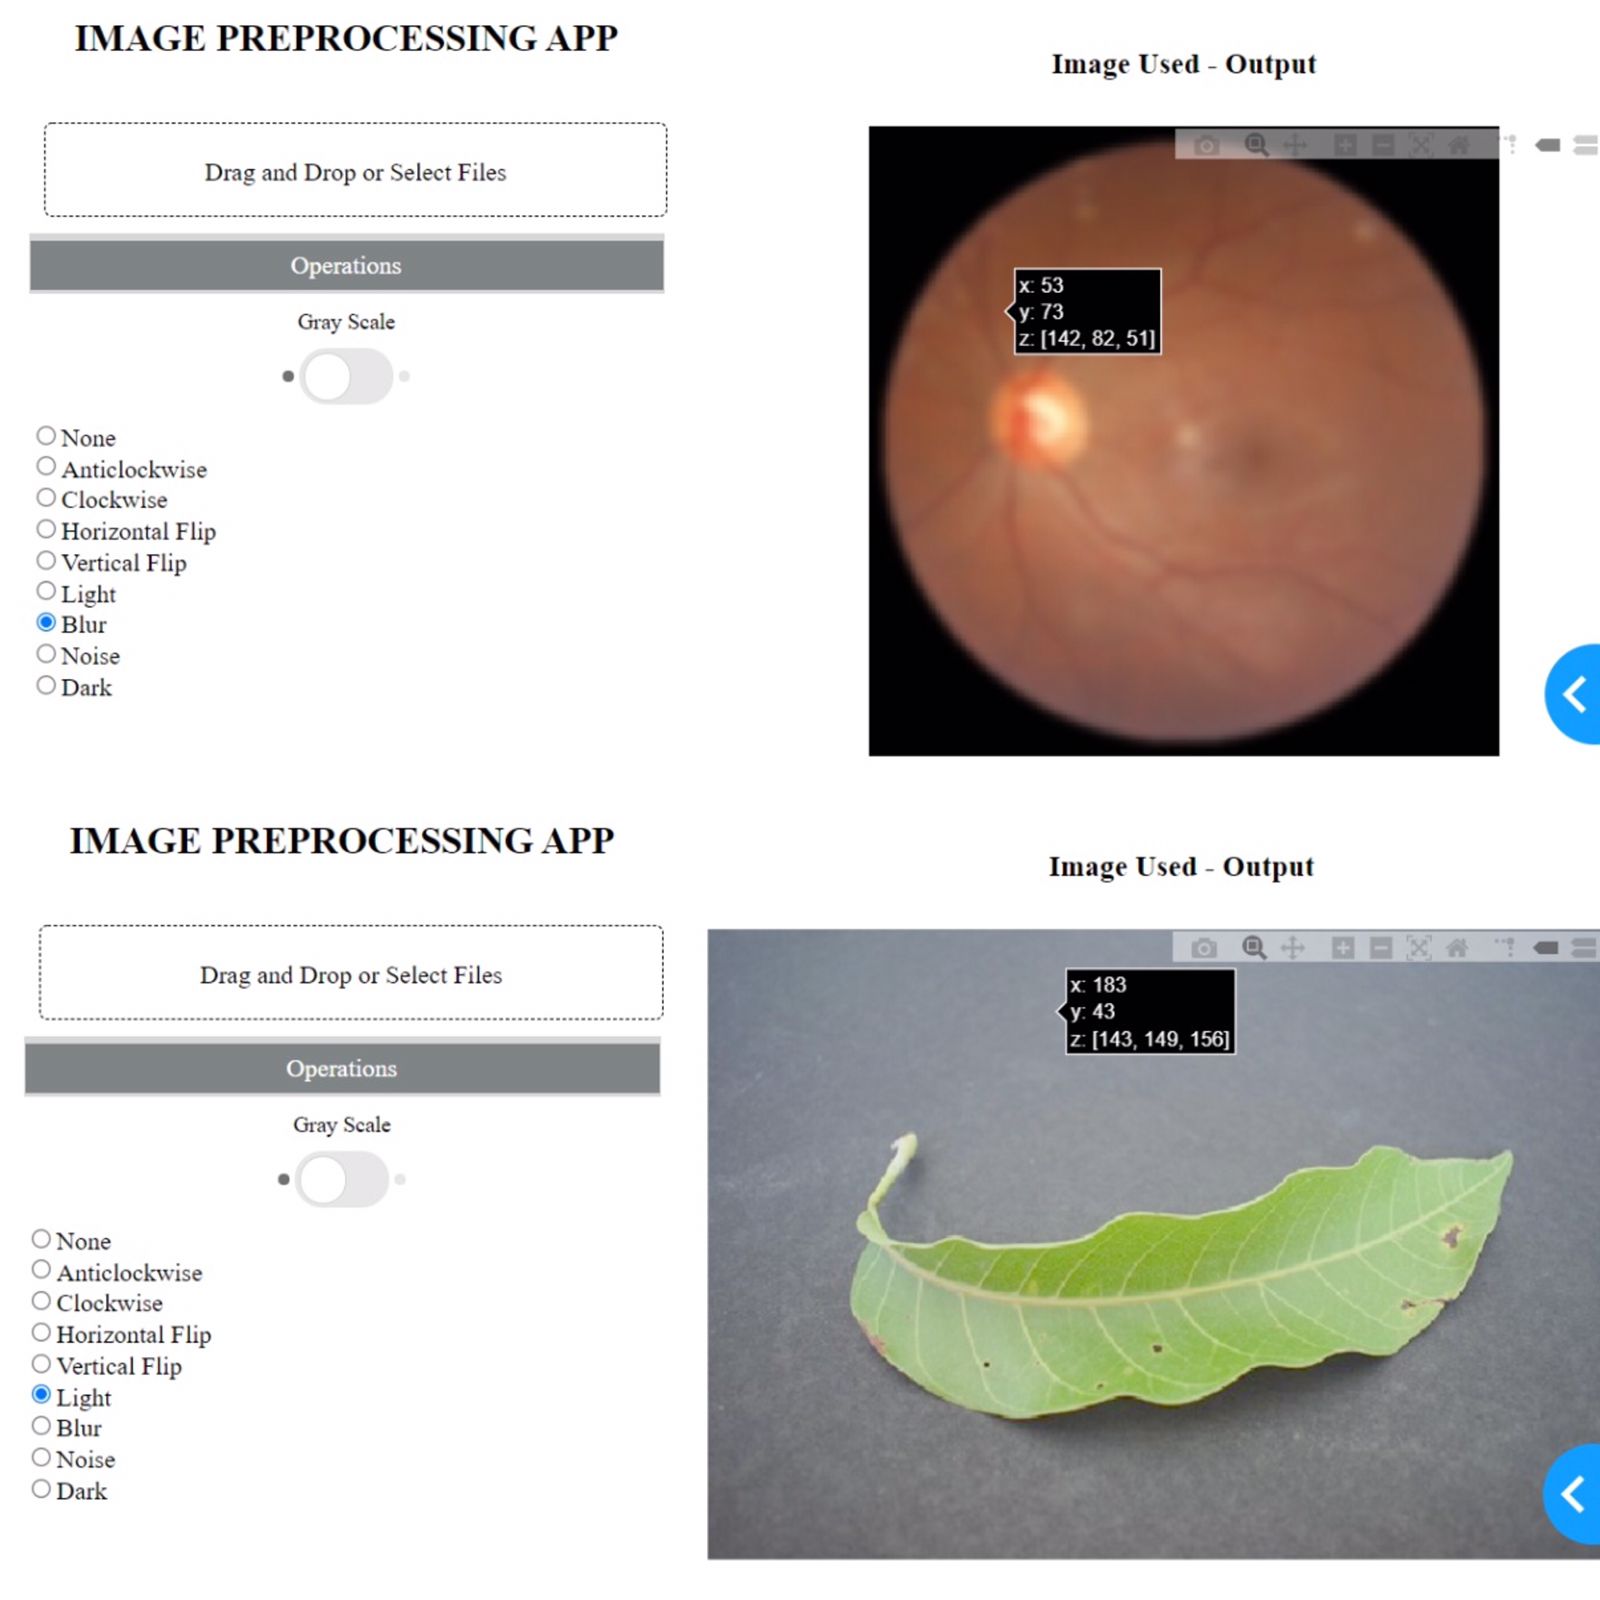 IMAGE PREPROCESSING APP
Image Used - Output
Drag and Drop or Select Files
Operations
Gray Scale
None
Anticlockwise
Clockwise
Horizontal Flip
Vertical Flip
Light
Blur
Noise
Dark
x: 53
y: 73
z: [142, 82, 51]
IMAGE PREPROCESSING APP
Image Used - Output
Drag and Drop or Select Files
Operations
Gray Scale
None
Anticlockwise
Clockwise
Horizontal Flip
Vertical Flip
Light
Blur
Noise
Dark
x: 183
y: 43
z: [143, 149, 156]